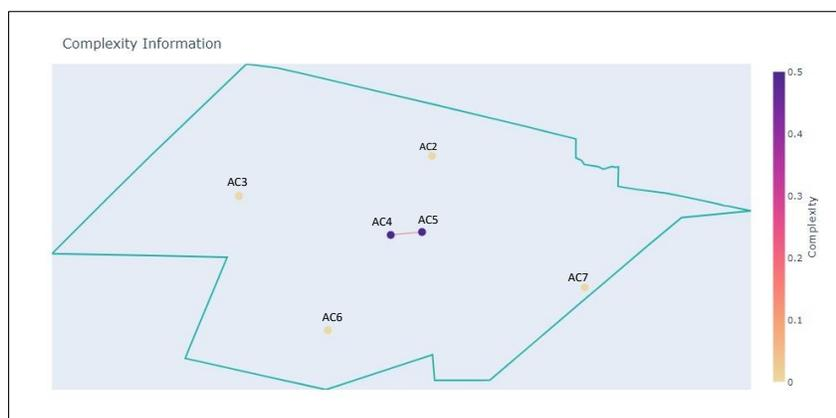 Complexity Information
AC2
AC3
AC4
AC5
AC7
AC6
0.5
0.4
0.3
0.2
0.1
0
Complexity